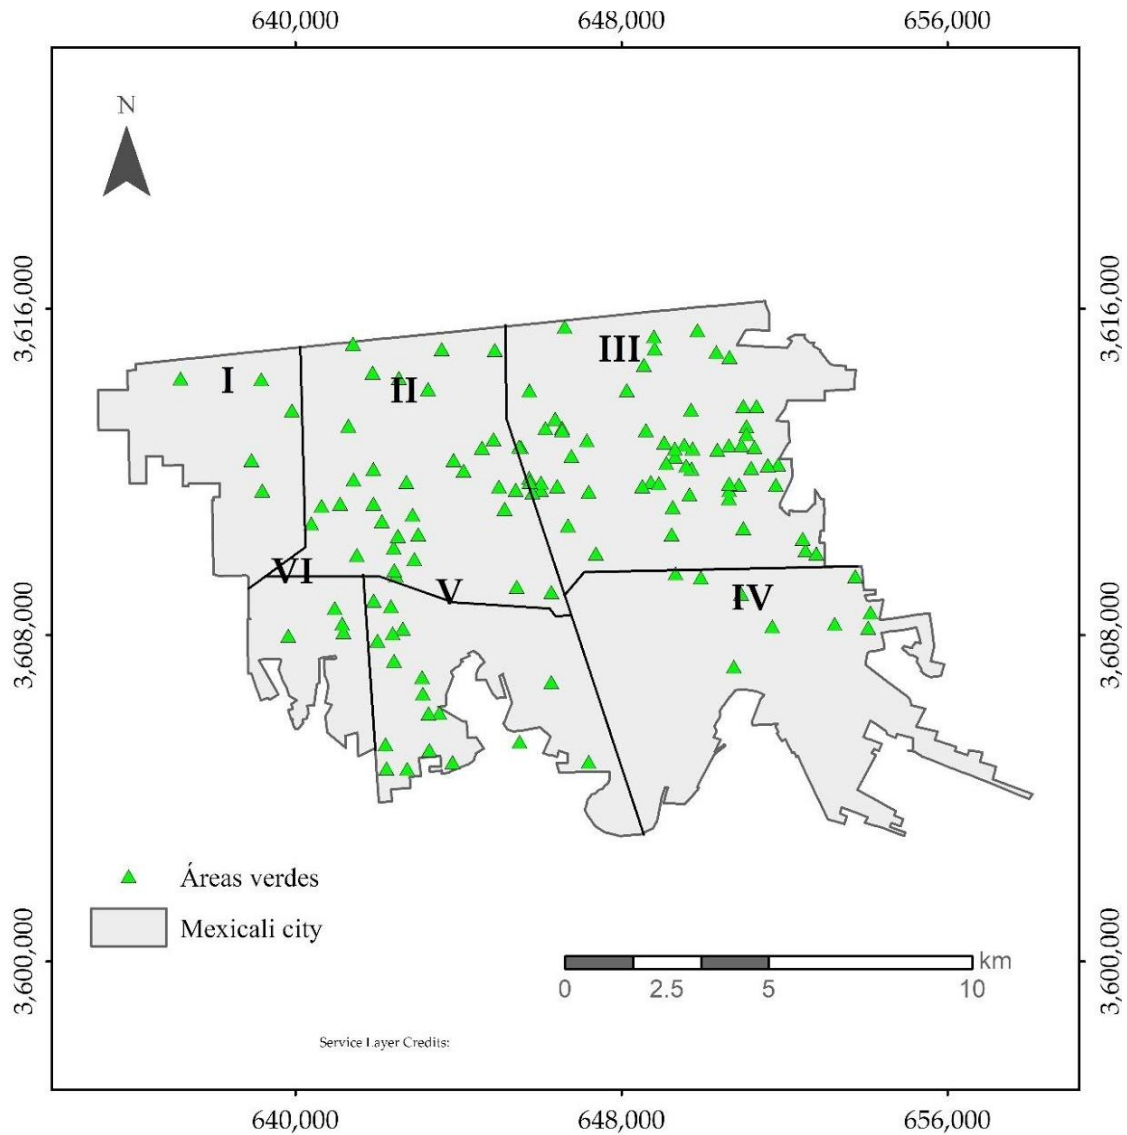 640,000 648,000 656,000
N
3,616,000 3,616,000
III
I
II
VI
V
IV
3,608,000 3,608,000
Áreas verdes
Mexicali city
km
0 2.5 5 10
3,600,000 3,600,000
Service Layer Credits:
640,000 648,000 656,000